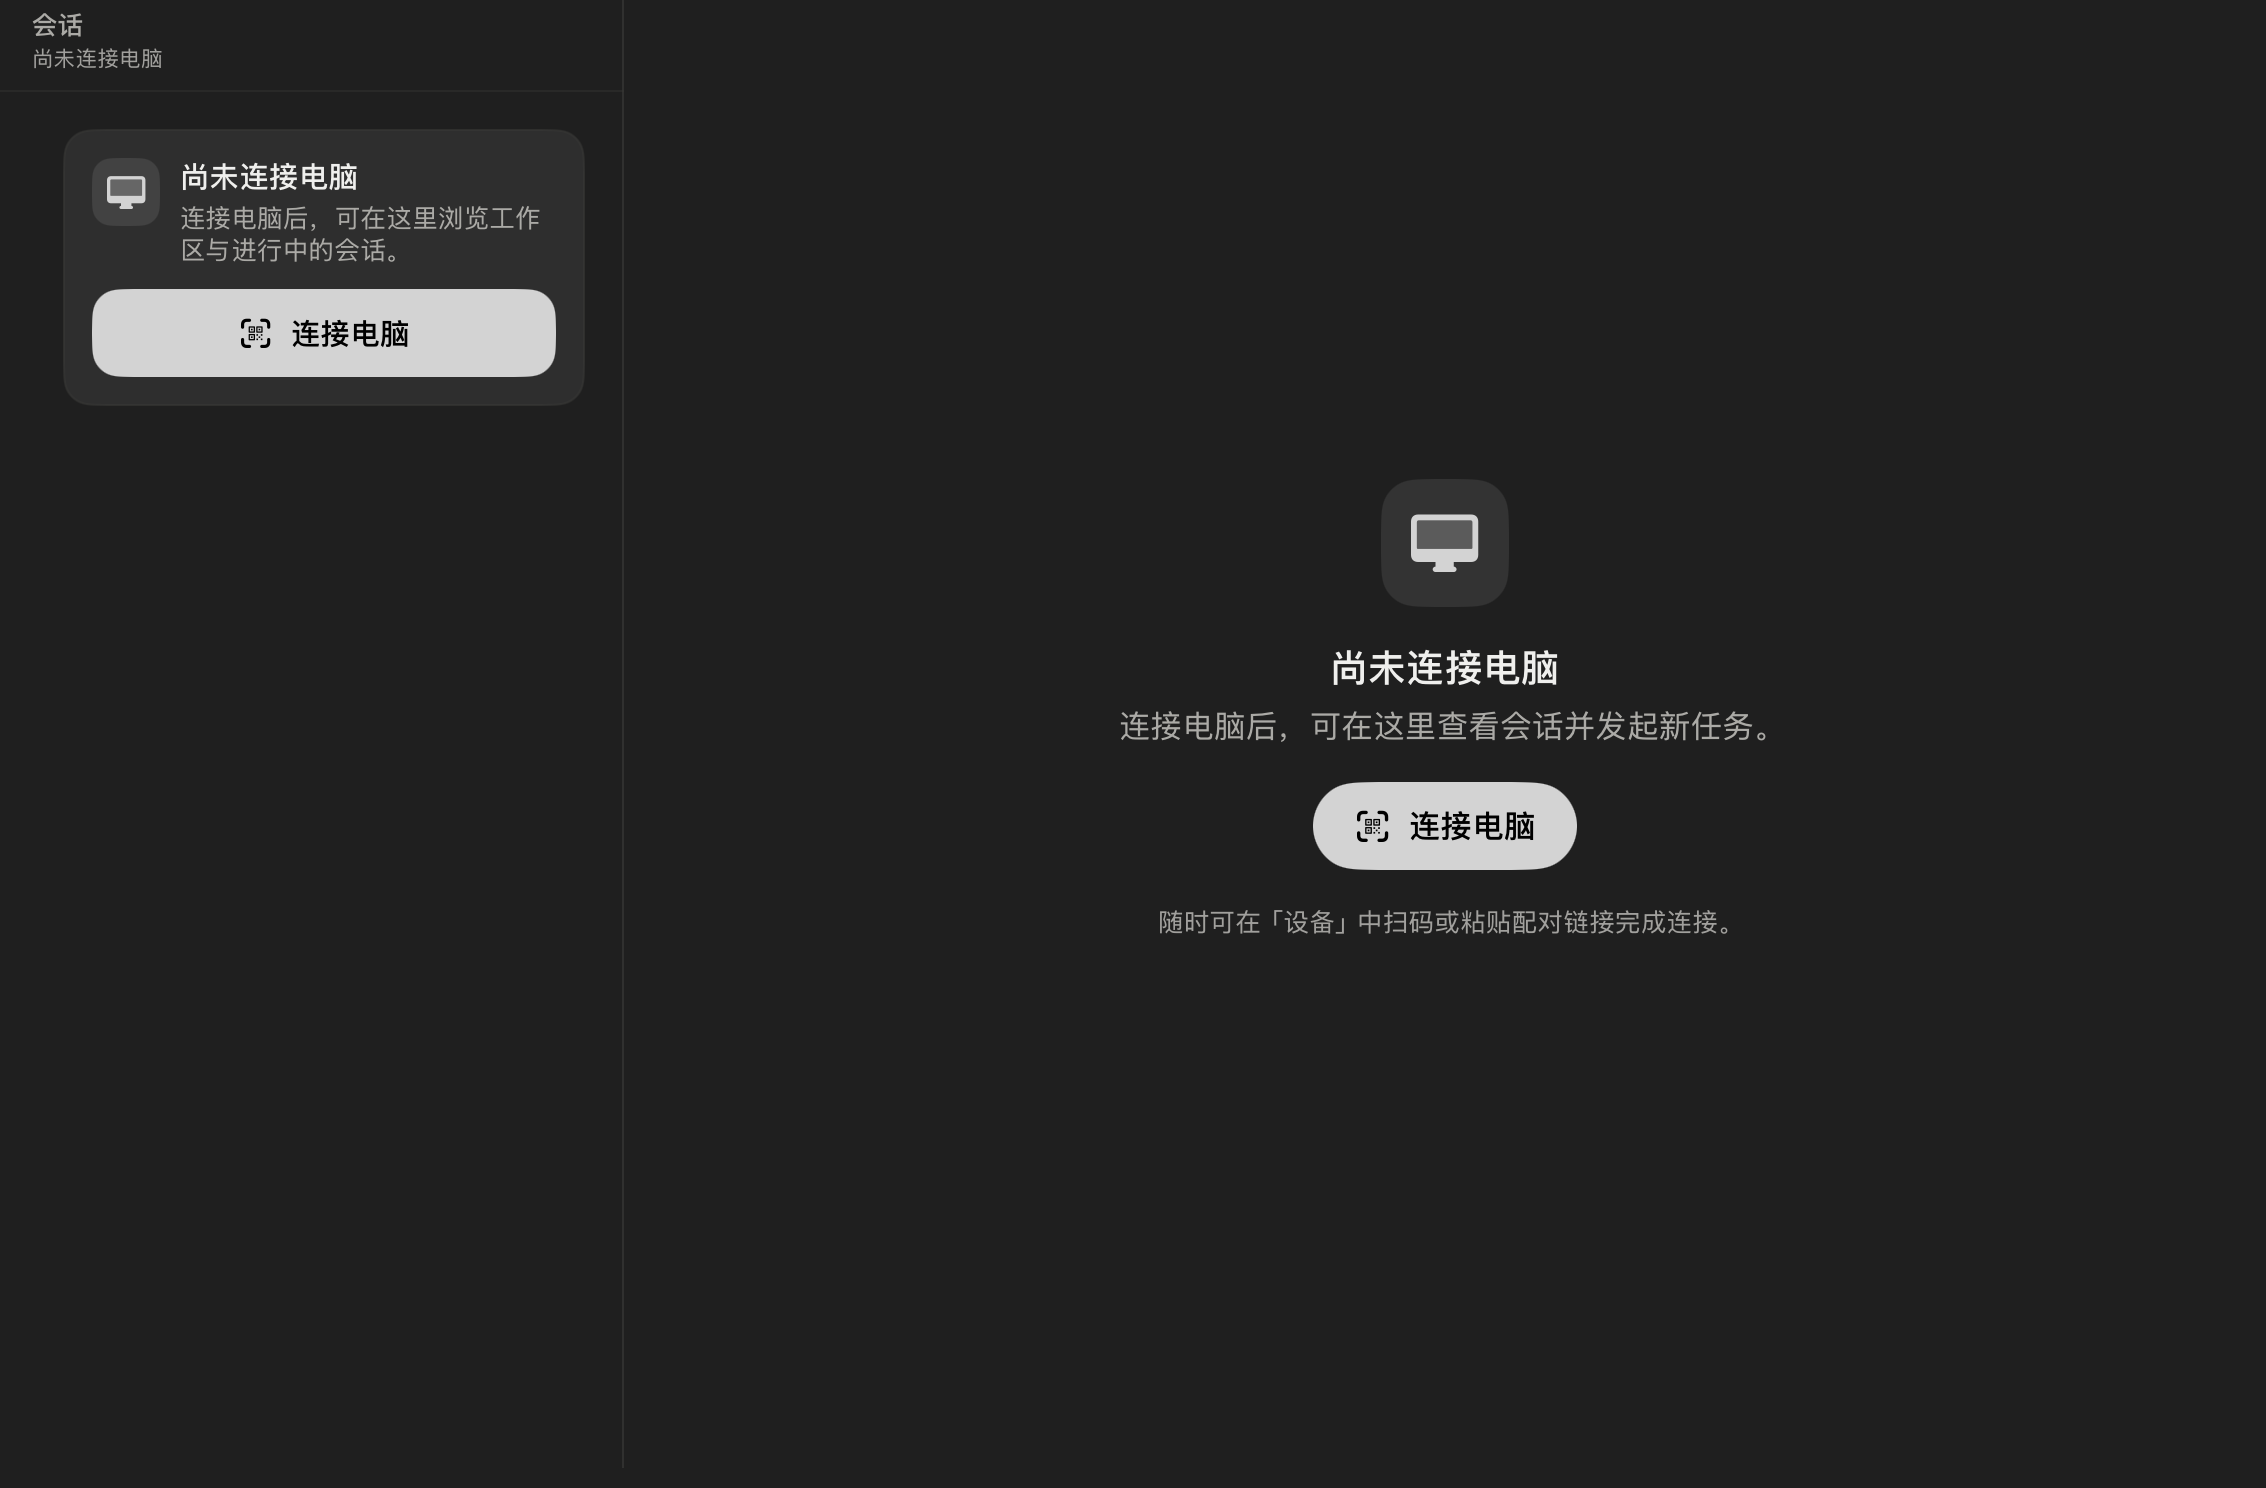 会话
尚未连接电脑
尚未连接电脑
连接电脑后，可在这里浏览工作
区与进行中的会话。
连接电脑
尚未连接电脑
连接电脑后，可在这里查看会话并发起新任务。
连接电脑
随时可在「设备」中扫码或粘贴配对链接完成连接。